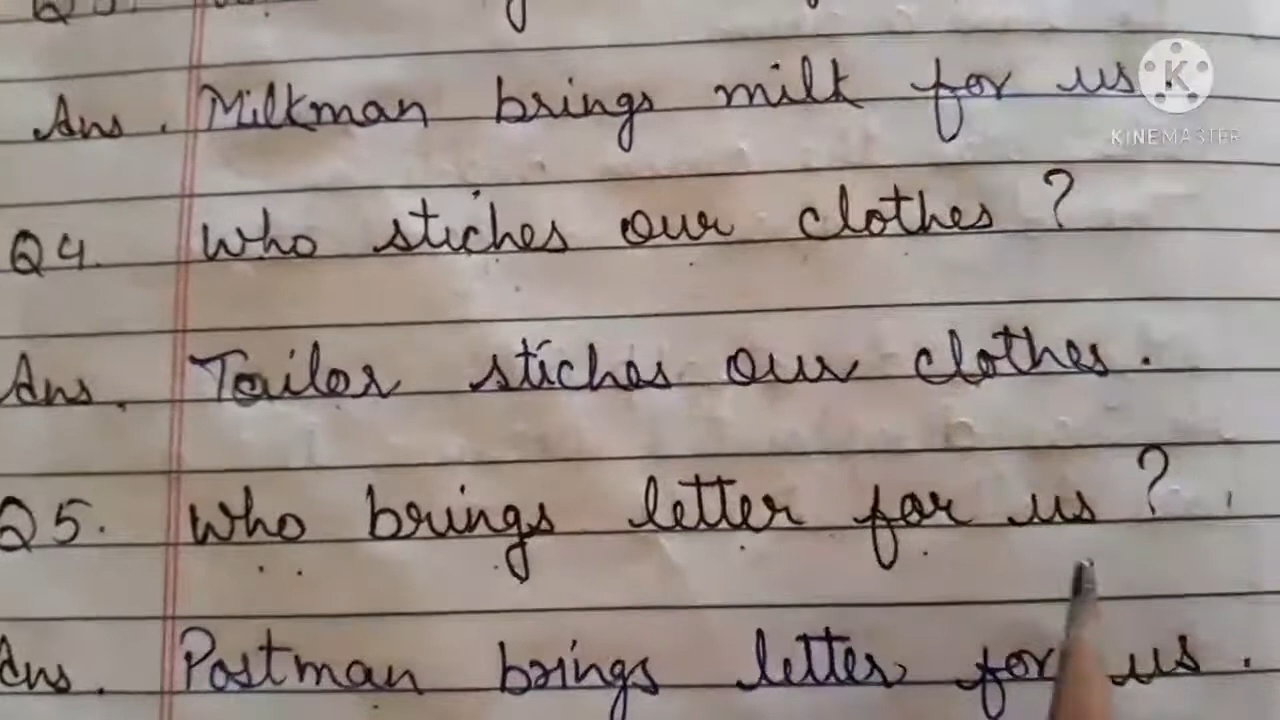 Ans. Milkman brings milk for us
KINEMASTER
Q4. Who stiches our clothes ?
Ans. Tailor stiches our clothes.
Q5. Who brings letter for us ?
Ans. Postman brings letter for us.